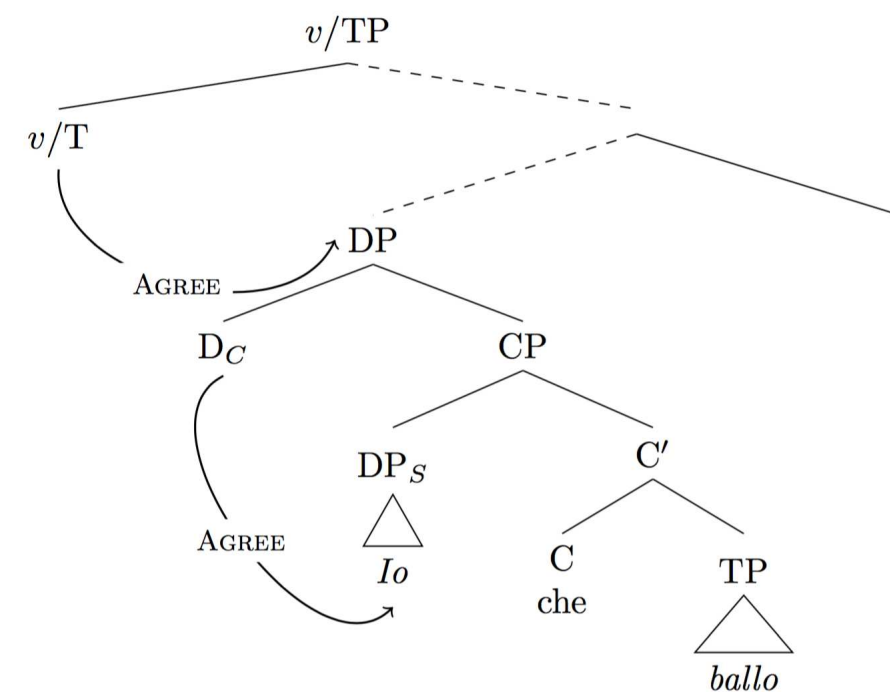 v/TP
v/T
DP
AGREE
D_C CP
DP_S C′
AGREE
Io C TP
che
ballo